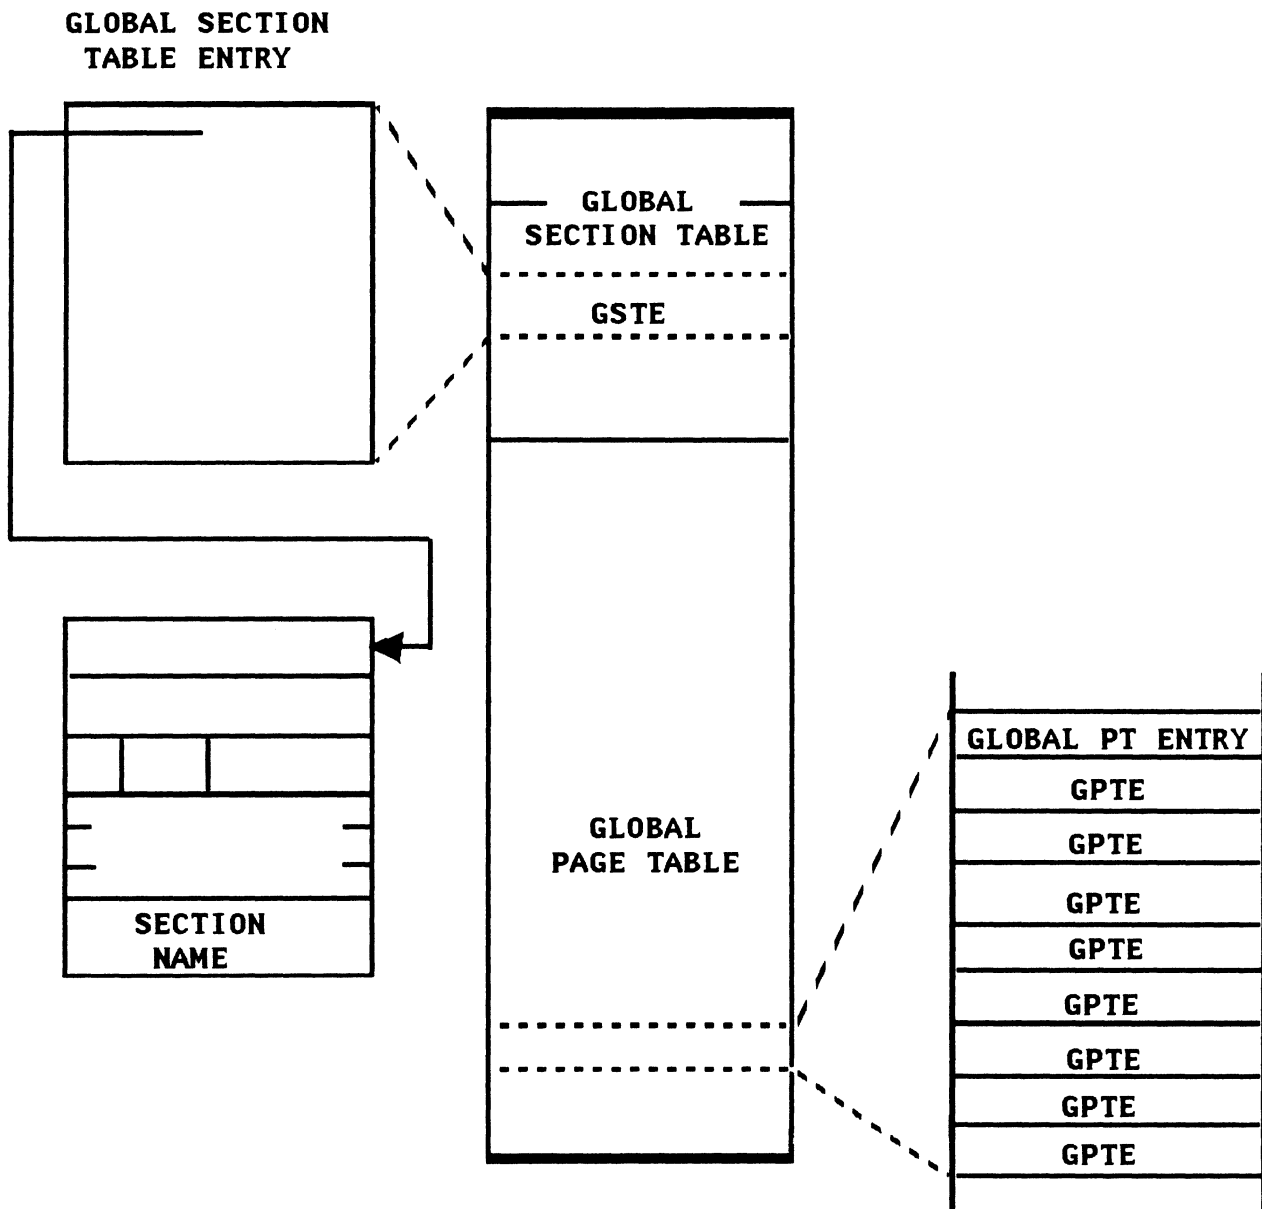 GLOBAL SECTION
TABLE ENTRY
GLOBAL
SECTION TABLE
GSTE
GLOBAL
PAGE TABLE
SECTION
NAME
GLOBAL PT ENTRY
GPTE
GPTE
GPTE
GPTE
GPTE
GPTE
GPTE
GPTE